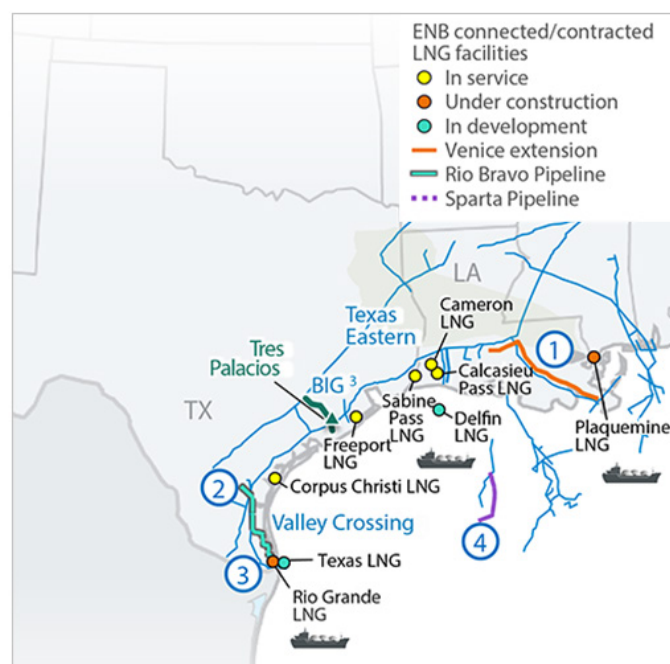 ENB connected/contracted
LNG facilities
In service
Under construction
In development
Venice extension
Rio Bravo Pipeline
Sparta Pipeline
LA
Cameron
LNG
Texas
Eastern
1
Tres
Palacios
BIG 3
Calcasieu
Pass LNG
Sabine
Pass
LNG
Delfin
LNG
Plaquemine
LNG
TX
Freeport
LNG
2
Corpus Christi LNG
Valley Crossing
4
3
Texas LNG
Rio Grande
LNG